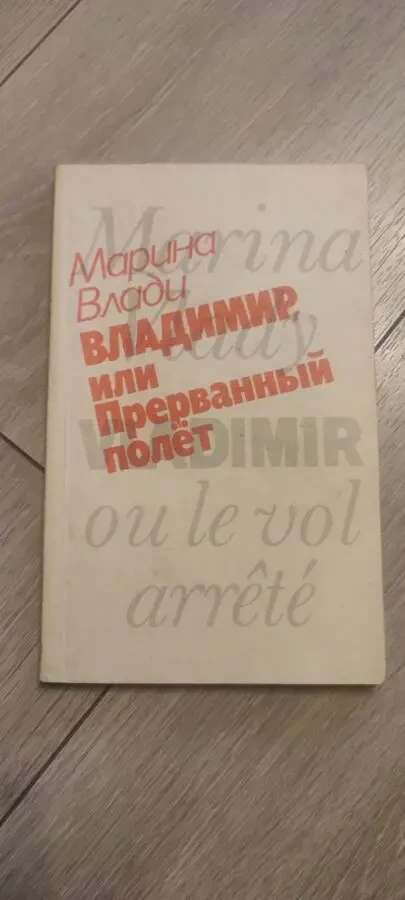 Марина
Влади
ВЛАДИМИР,
или
Прерванный
полёт
Marina
Vlady
VLADIMIR
ou le vol
arrêté